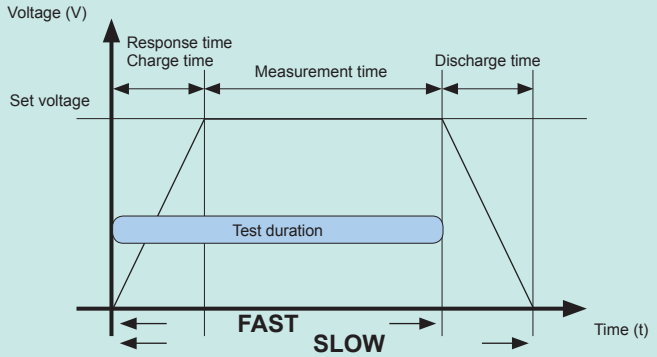 Voltage (V)
Response time
Charge time
Measurement time
Discharge time
Set voltage
Test duration
FAST
Time (t)
SLOW